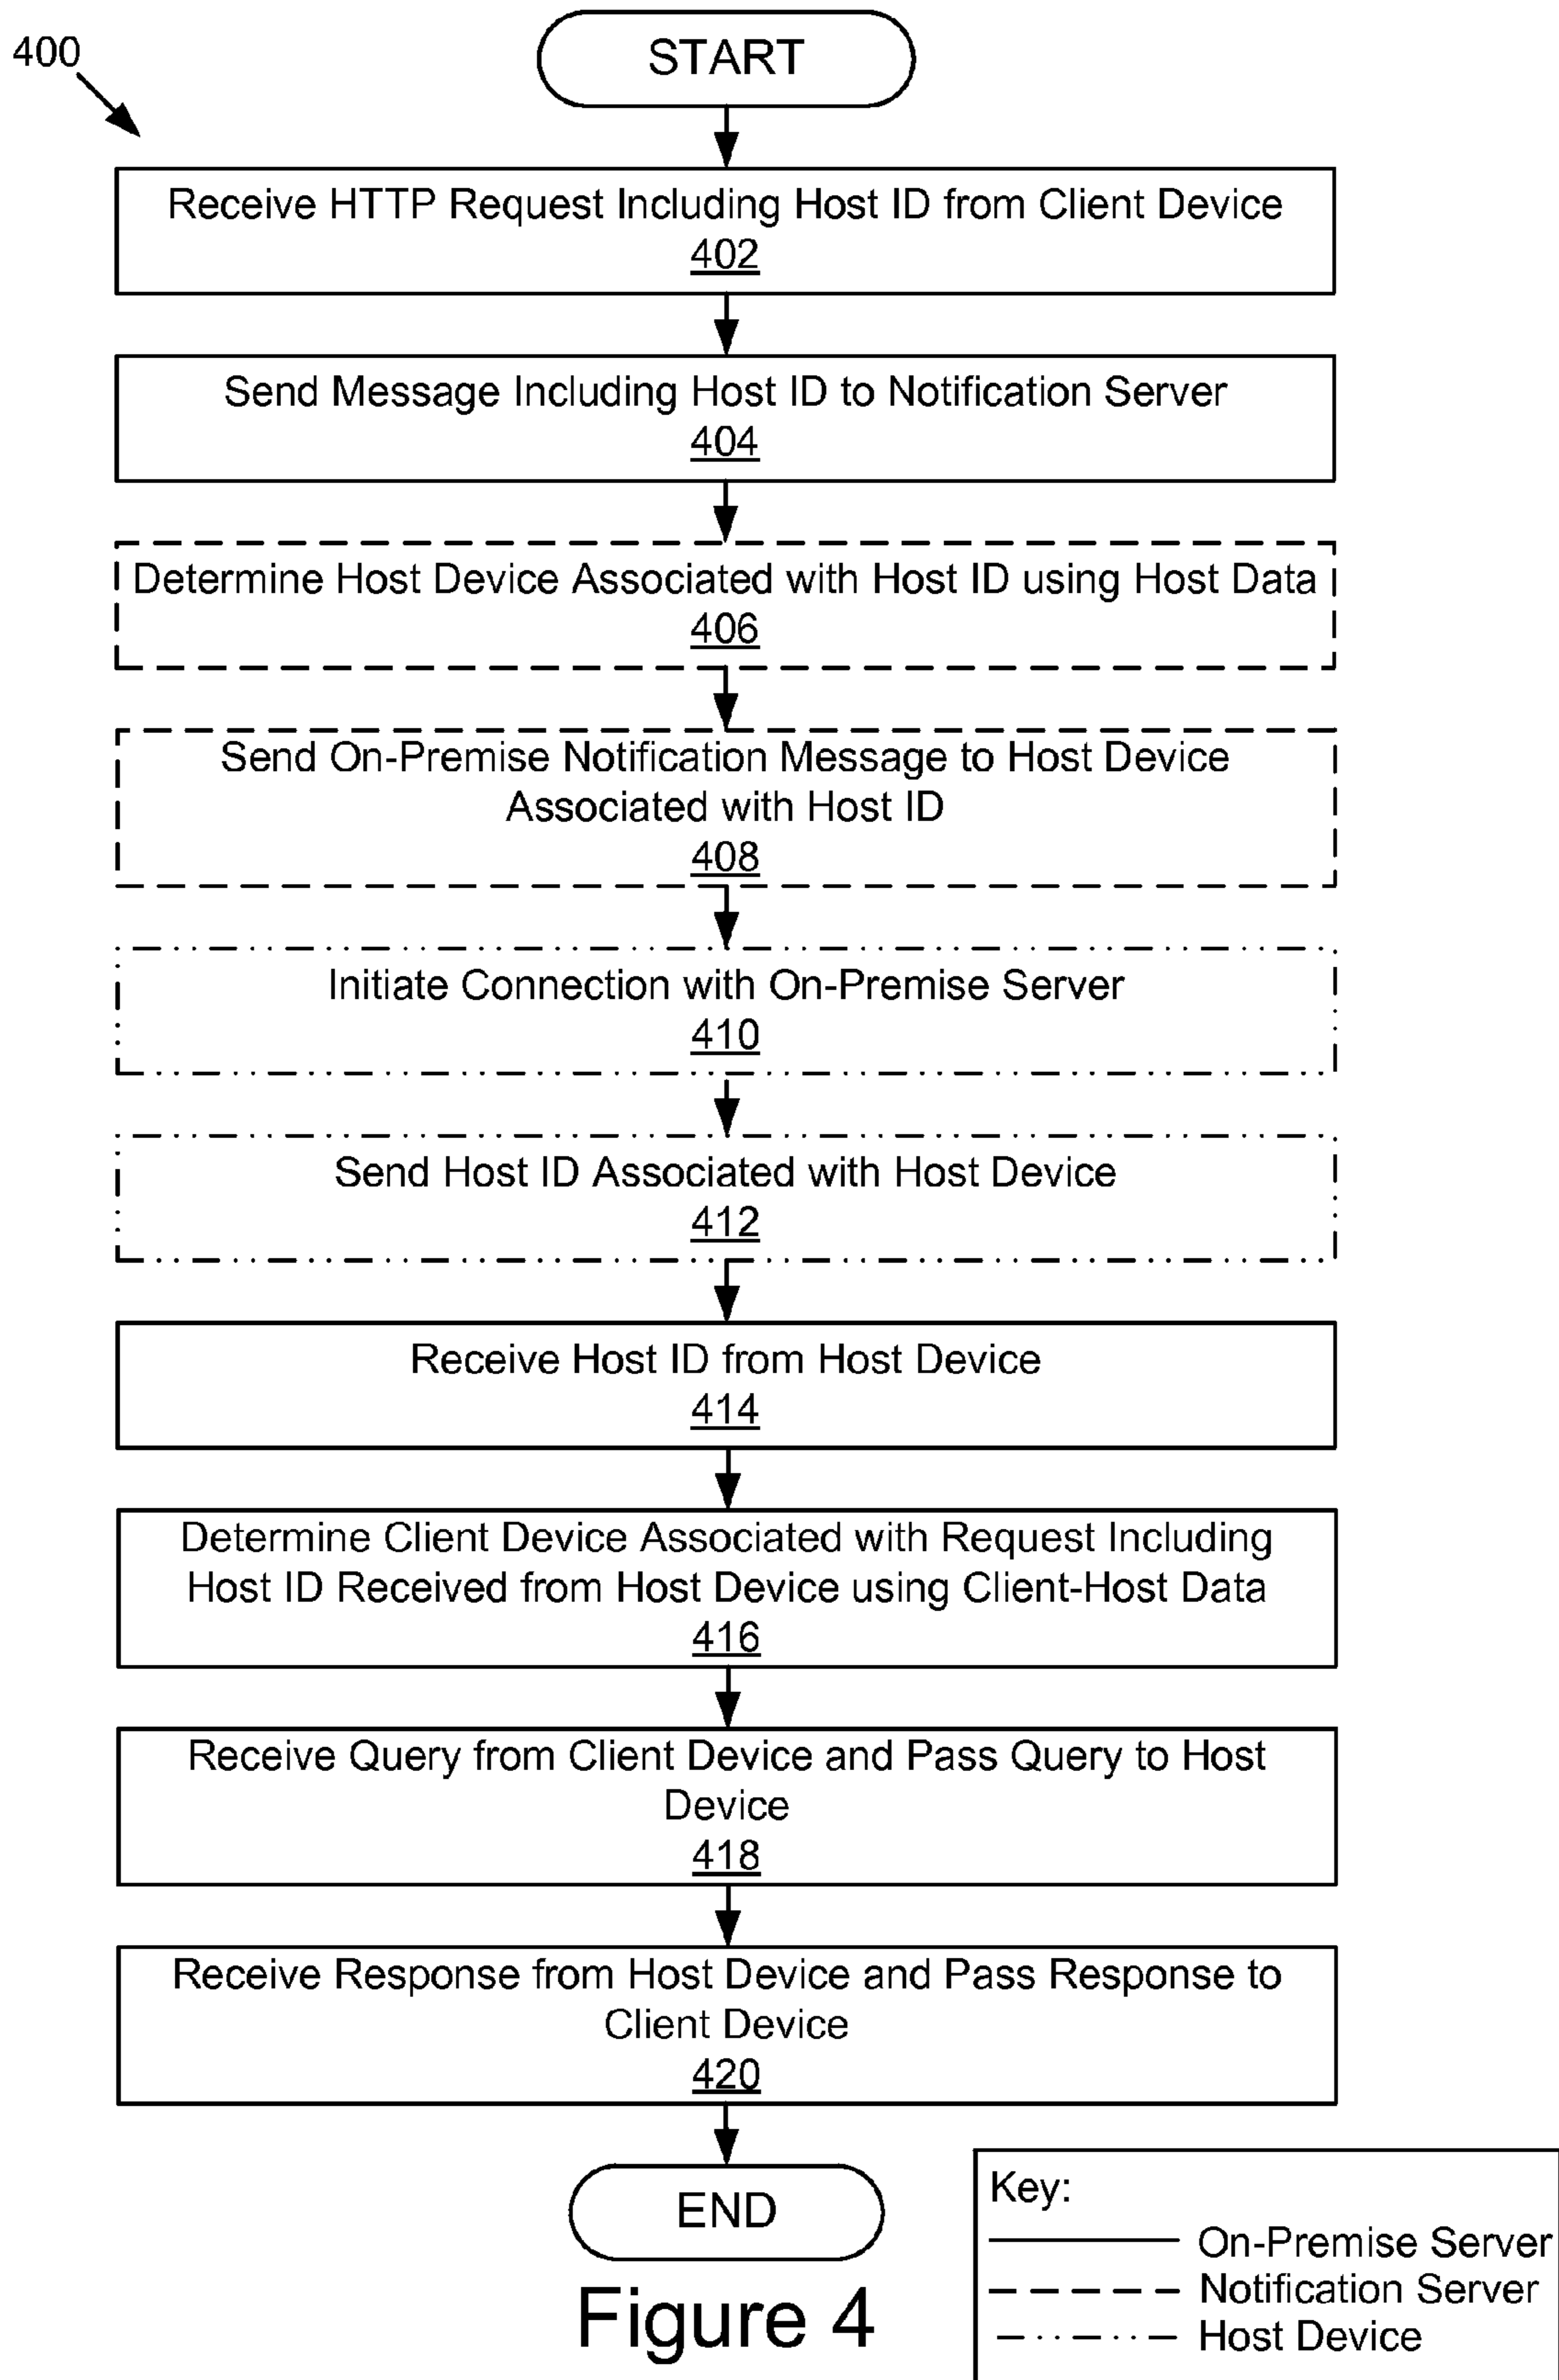 400
START
Receive HTTP Request Including Host ID from Client Device
402
Send Message Including Host ID to Notification Server
404
Determine Host Device Associated with Host ID using Host Data
406
Send On-Premise Notification Message to Host Device
Associated with Host ID
408
Initiate Connection with On-Premise Server
410
Send Host ID Associated with Host Device
412
Receive Host ID from Host Device
414
Determine Client Device Associated with Request Including
Host ID Received from Host Device using Client-Host Data
416
Receive Query from Client Device and Pass Query to Host
Device
418
Receive Response from Host Device and Pass Response to
Client Device
420
END
Figure 4
Key:
On-Premise Server
Notification Server
Host Device